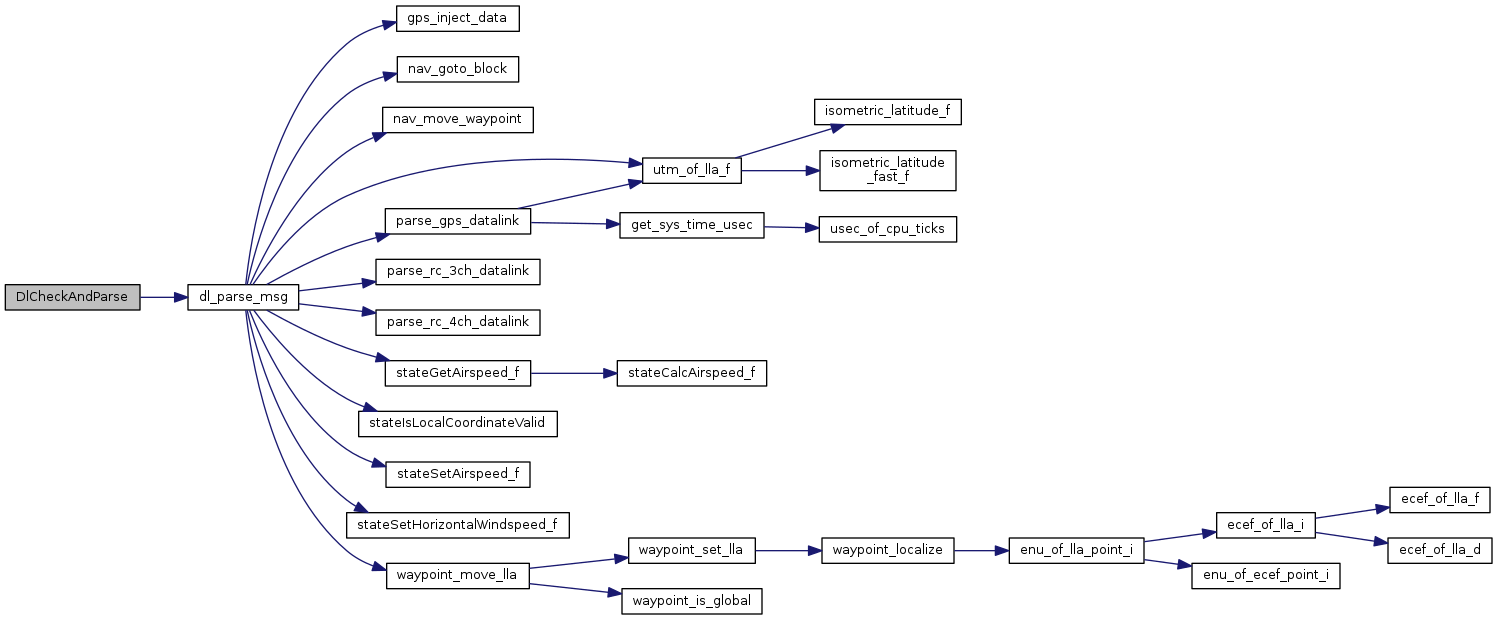 gps_inject_data
nav_goto_block
isometric_latitude_f
nav_move_waypoint
isometric_latitude
_fast_f
utm_of_lla_f
parse_gps_datalink
get_sys_time_usec
usec_of_cpu_ticks
parse_rc_3ch_datalink
DlCheckAndParse
dl_parse_msg
parse_rc_4ch_datalink
stateGetAirspeed_f
stateCalcAirspeed_f
stateIsLocalCoordinateValid
stateSetAirspeed_f
ecef_of_lla_f
stateSetHorizontalWindspeed_f
ecef_of_lla_i
waypoint_set_lla
waypoint_localize
enu_of_lla_point_i
ecef_of_lla_d
waypoint_move_lla
enu_of_ecef_point_i
waypoint_is_global